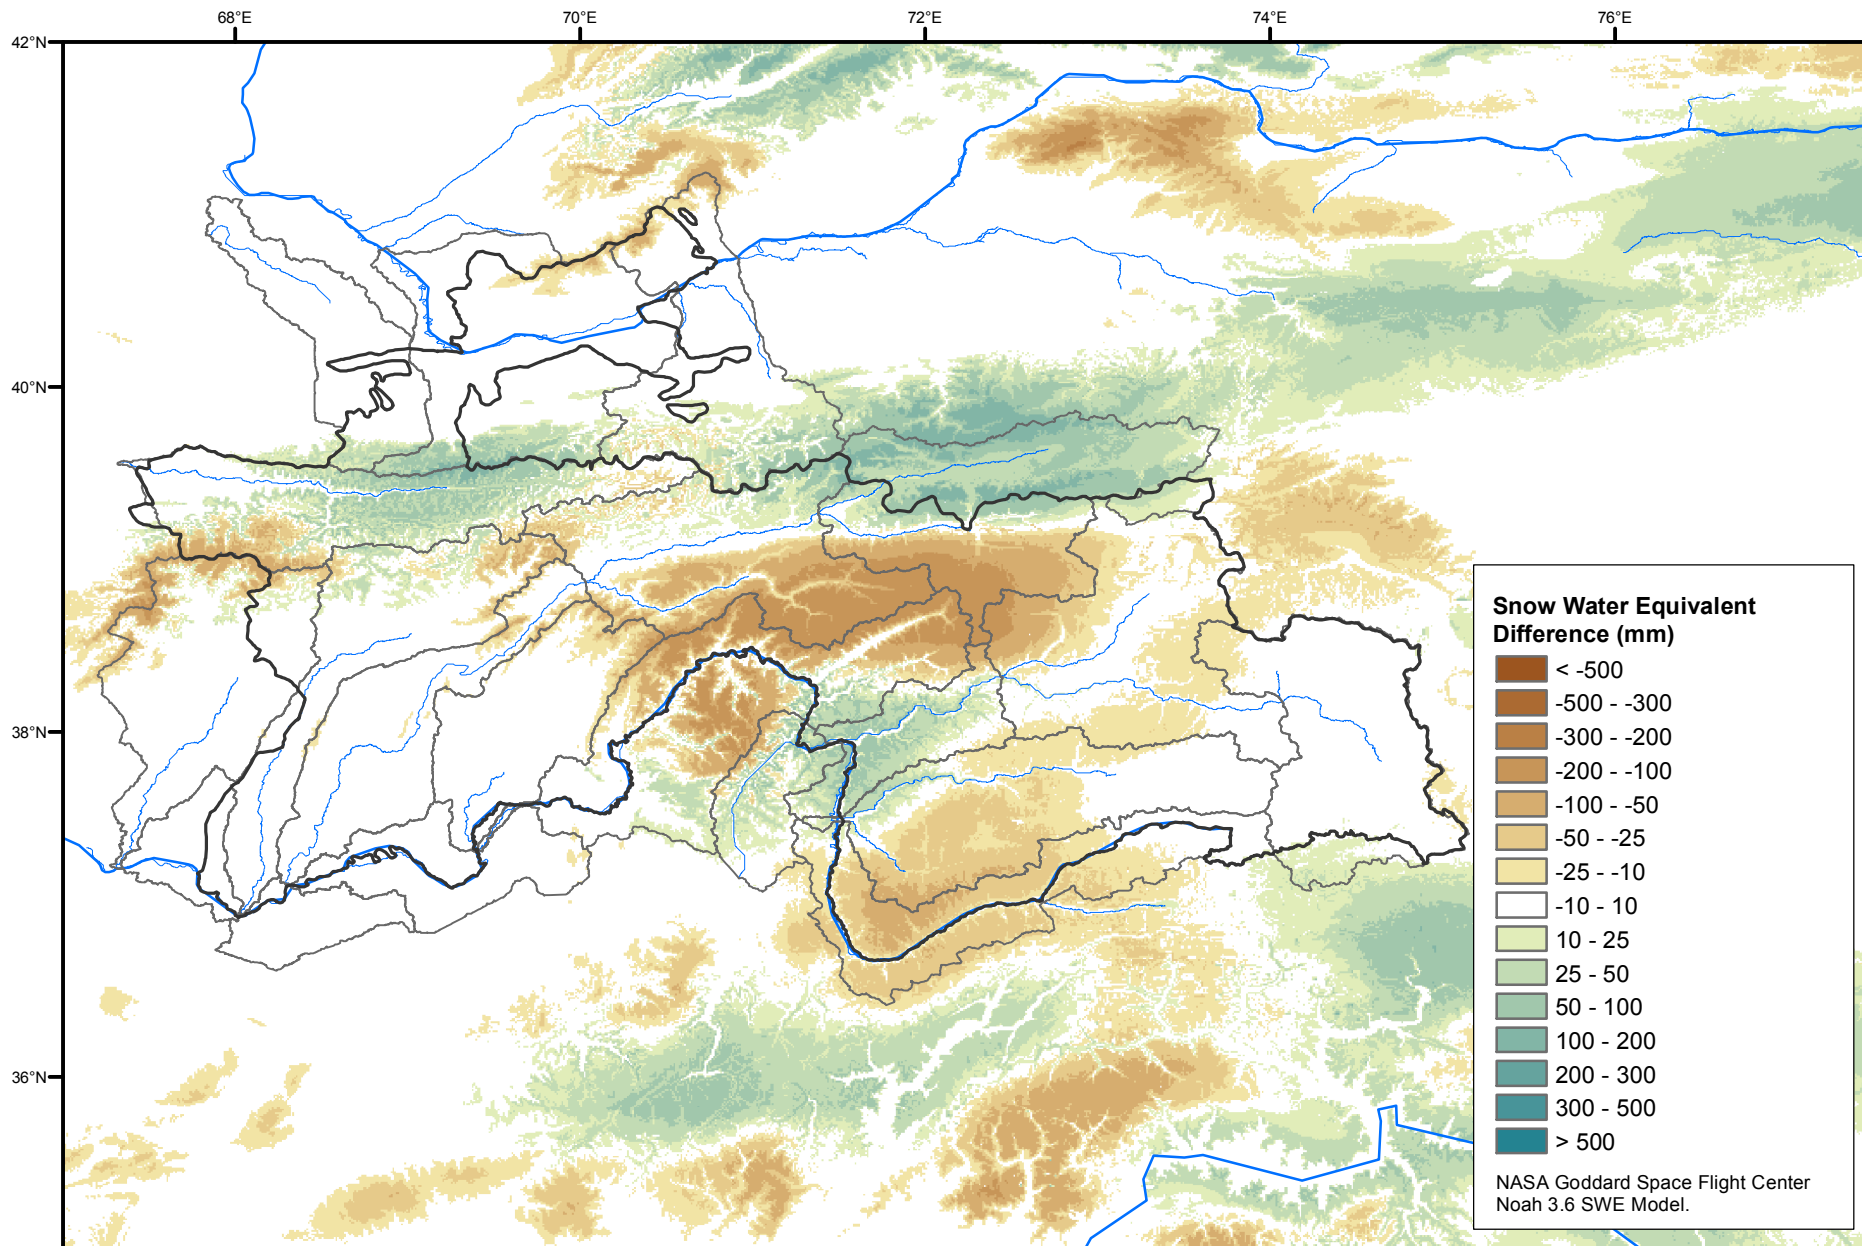 68°E
70°E
72°E
74°E
76°E
42°N
40°N
38°N
36°N
Snow Water Equivalent
Difference (mm)
< -500
-500 - -300
-300 - -200
-200 - -100
-100 - -50
-50 - -25
-25 - -10
-10 - 10
10 - 25
25 - 50
50 - 100
100 - 200
200 - 300
300 - 500
> 500
NASA Goddard Space Flight Center
Noah 3.6 SWE Model.